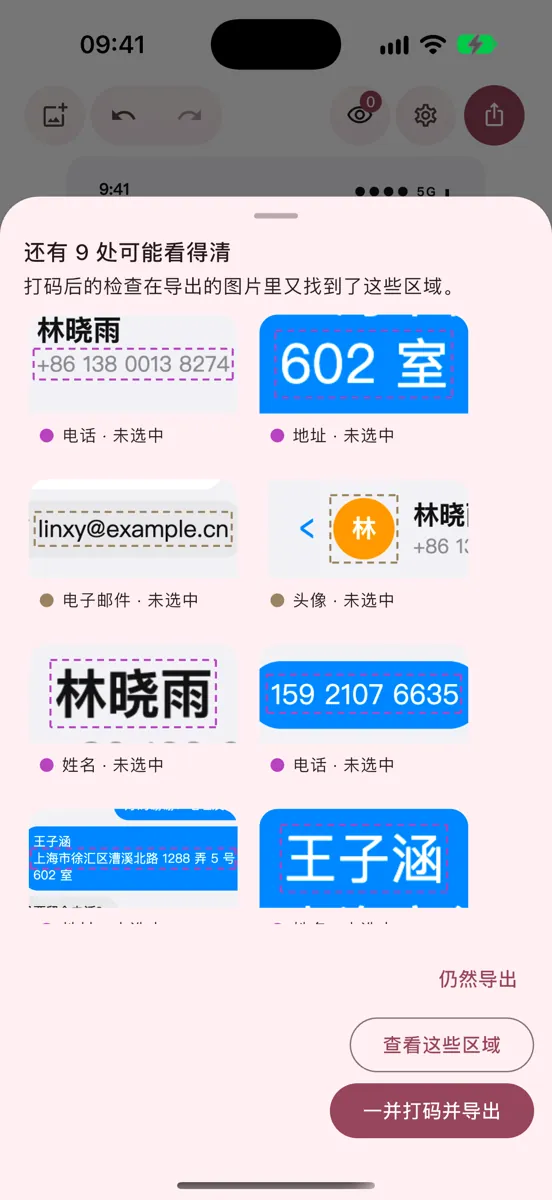 09:41
0
9:41
5G
还有 9 处可能看得清
打码后的检查在导出的图片里又找到了这些区域。
林晓雨
+86 138 0013 8274
602 室
电话 · 未选中
地址 · 未选中
linxy@example.cn
<
林
林晓
+86 13
电子邮件 · 未选中
头像 · 未选中
林晓雨
159 2107 6635
姓名 · 未选中
电话 · 未选中
王子涵
上海市徐汇区漕溪北路 1288 弄 5 号
602 室
王子涵
仍然导出
查看这些区域
一并打码并导出